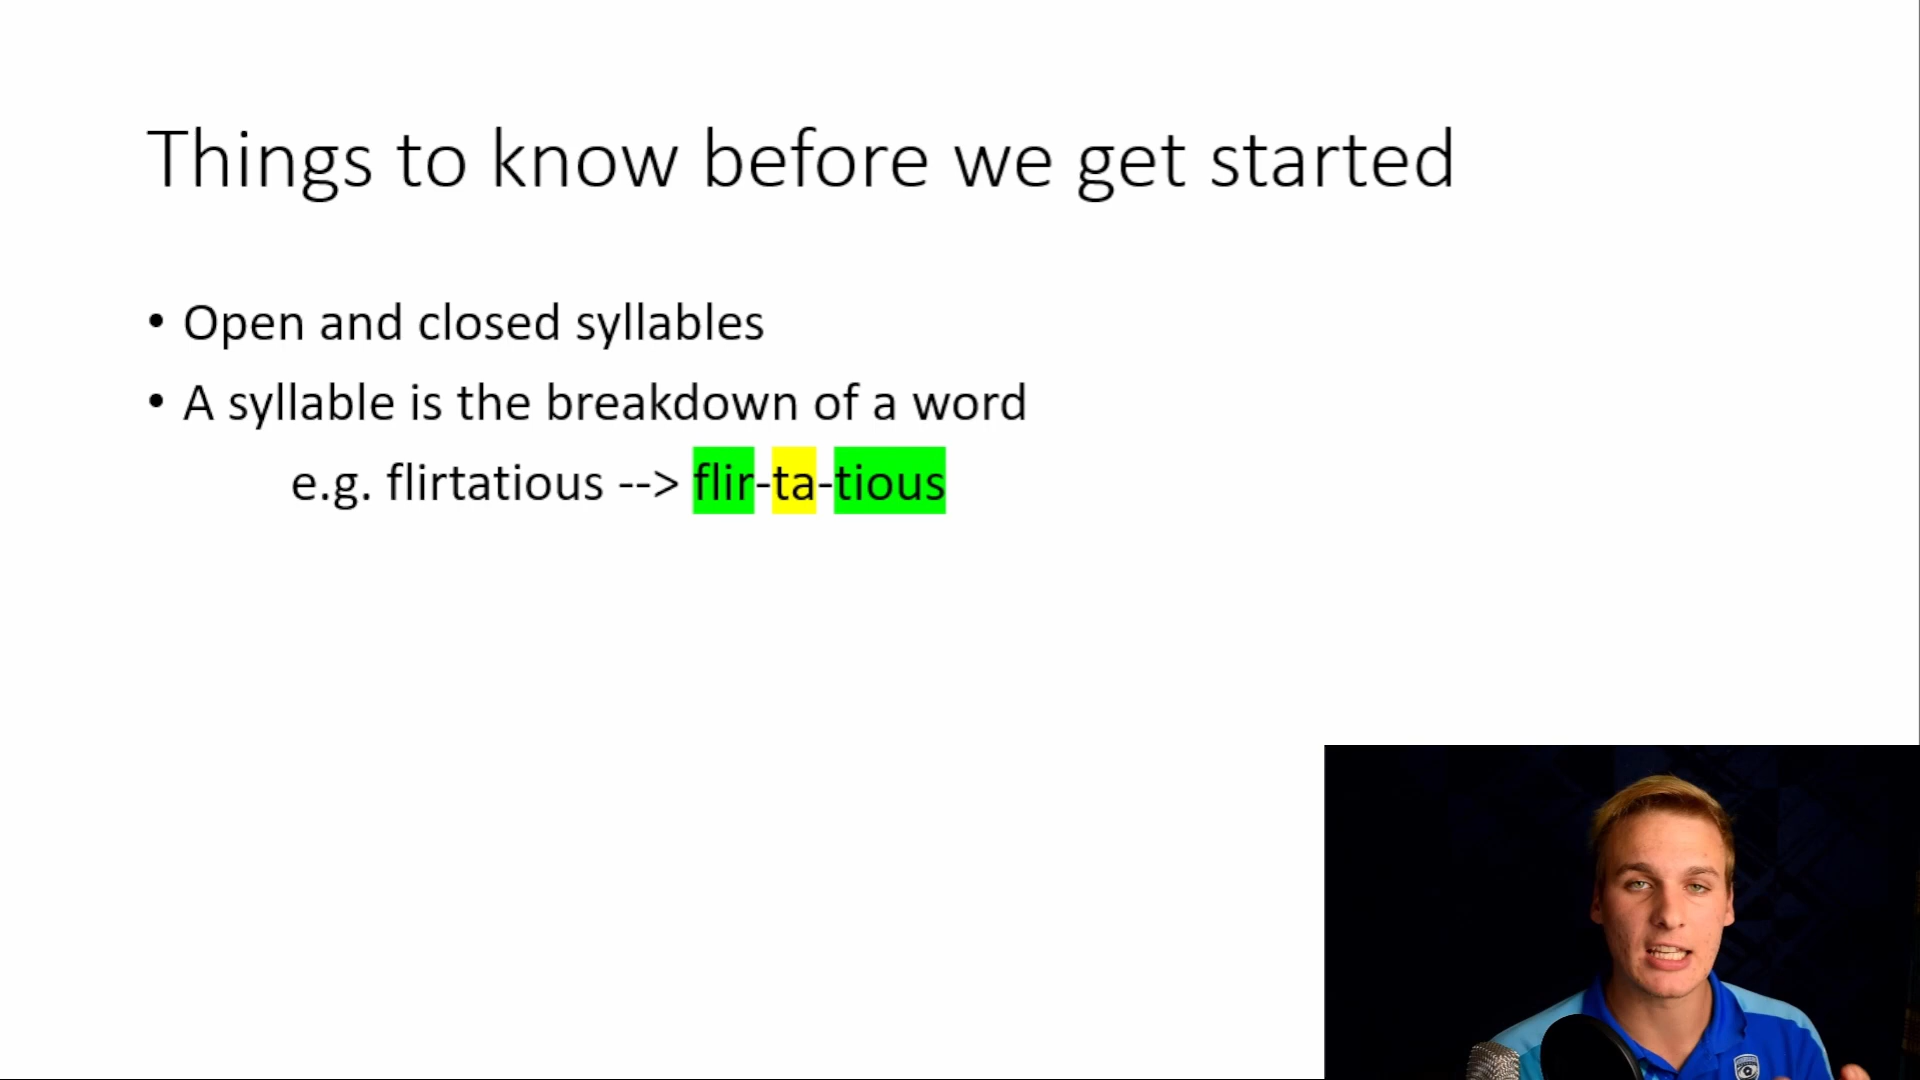 Things to know before we get started
• Open and closed syllables
• A syllable is the breakdown of a word
e.g. flirtatious --> flir-ta-tious